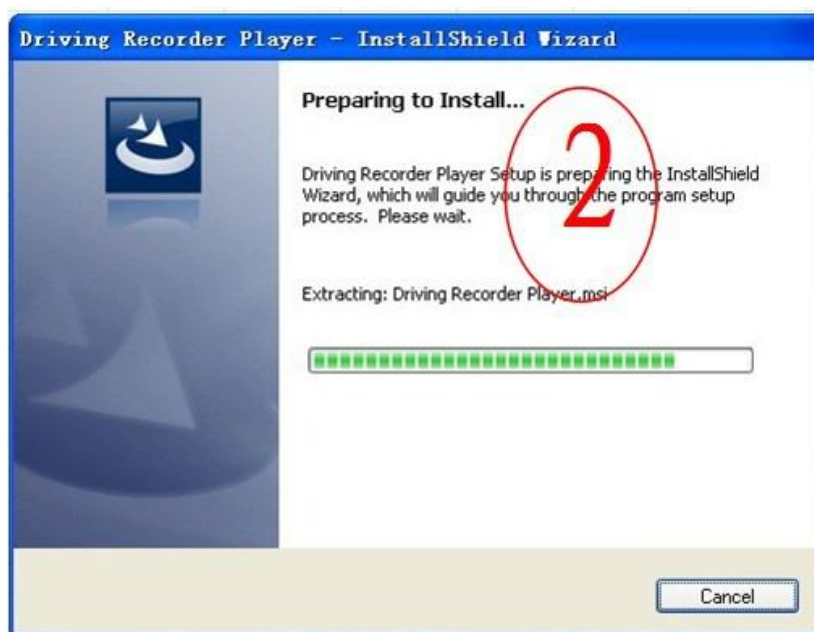 Driving Recorder Player - InstallShield Wizard
Preparing to Install...
2
Driving Recorder Player Setup is preparing the InstallShield
Wizard, which will guide you through the program setup
process. Please wait.
Extracting: Driving Recorder Player.msi
Cancel